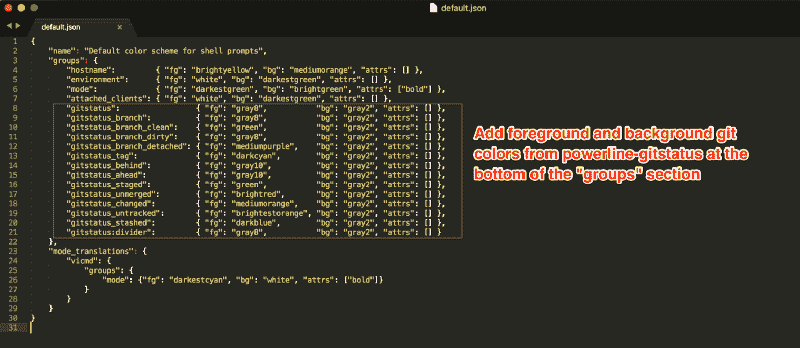 default.json
default.json ×
1 {
2 "name": "Default color scheme for shell prompts",
3 "groups": {
4 "hostname": { "fg": "brightyellow", "bg": "mediumorange", "attrs": [] },
5 "environment": { "fg": "white", "bg": "darkestgreen", "attrs": [] },
6 "mode": { "fg": "darkestgreen", "bg": "brightgreen", "attrs": ["bold"] },
7 "attached_clients": { "fg": "white", "bg": "darkestgreen", "attrs": [] },
8 "gitstatus": { "fg": "gray8", "bg": "gray2", "attrs": [] },
9 "gitstatus_branch": { "fg": "gray8", "bg": "gray2", "attrs": [] },
10 "gitstatus_branch_clean": { "fg": "green", "bg": "gray2", "attrs": [] },
11 "gitstatus_branch_dirty": { "fg": "gray8", "bg": "gray2", "attrs": [] },
12 "gitstatus_branch_detached": { "fg": "mediumpurple", "bg": "gray2", "attrs": [] },
13 "gitstatus_tag": { "fg": "darkcyan", "bg": "gray2", "attrs": [] },
14 "gitstatus_behind": { "fg": "gray10", "bg": "gray2", "attrs": [] },
15 "gitstatus_ahead": { "fg": "gray10", "bg": "gray2", "attrs": [] },
16 "gitstatus_staged": { "fg": "green", "bg": "gray2", "attrs": [] },
17 "gitstatus_unmerged": { "fg": "brightred", "bg": "gray2", "attrs": [] },
18 "gitstatus_changed": { "fg": "mediumorange", "bg": "gray2", "attrs": [] },
19 "gitstatus_untracked": { "fg": "brightestorange", "bg": "gray2", "attrs": [] },
20 "gitstatus_stashed": { "fg": "darkblue", "bg": "gray2", "attrs": [] },
21 "gitstatus:divider": { "fg": "gray8", "bg": "gray2", "attrs": [] }
22 },
23 "mode_translations": {
24 "vicmd": {
25 "groups": {
26 "mode": {"fg": "darkestcyan", "bg": "white", "attrs": ["bold"]}
27 }
28 }
29 }
30 }
31
Add foreground and background git
colors from powerline-gitstatus at the
bottom of the "groups" section